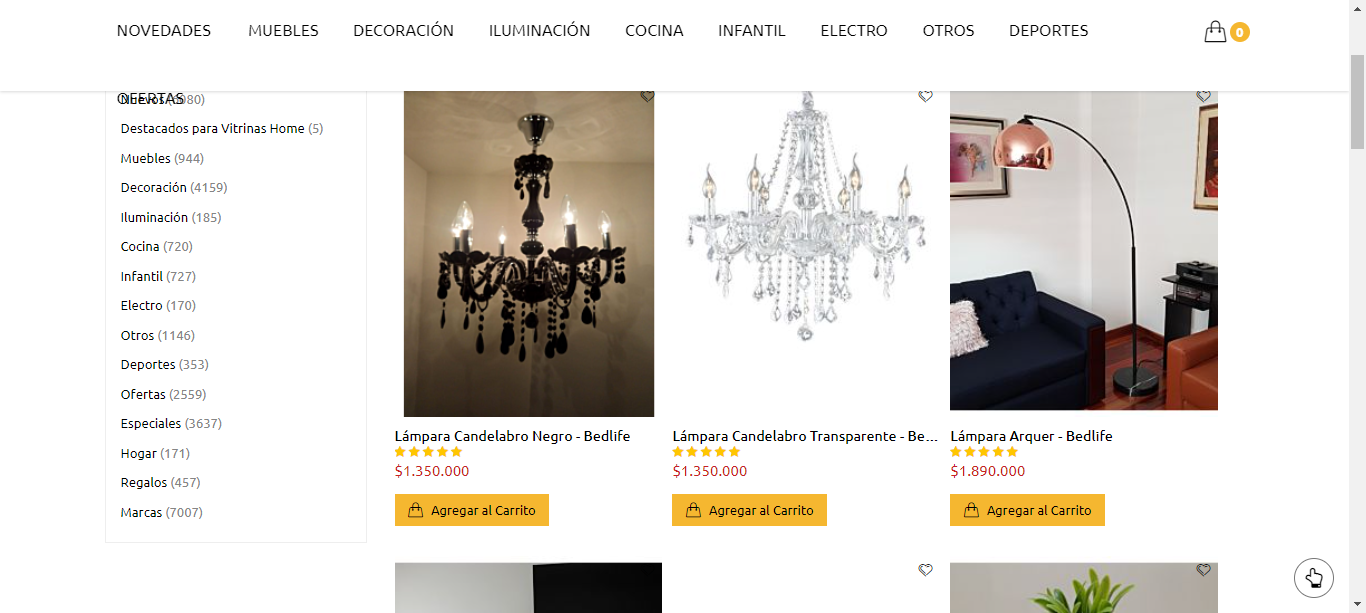 NOVEDADES MUEBLES DECORACIÓN ILUMINACIÓN COCINA INFANTIL ELECTRO OTROS DEPORTES 0
OFERTAS
Nuevos
Destacados para Vitrinas Home (5)
Muebles (944)
Decoración (4159)
Iluminación (185)
Cocina (720)
Infantil (727)
Electro (170)
Otros (1146)
Deportes (353)
Ofertas (2559)
Especiales (3637)
Hogar (171)
Regalos (457)
Marcas (7007)
Lámpara Candelabro Negro - Bedlife
$1.350.000
Agregar al Carrito
Lámpara Candelabro Transparente - Be...
$1.350.000
Agregar al Carrito
Lámpara Arquer - Bedlife
$1.890.000
Agregar al Carrito